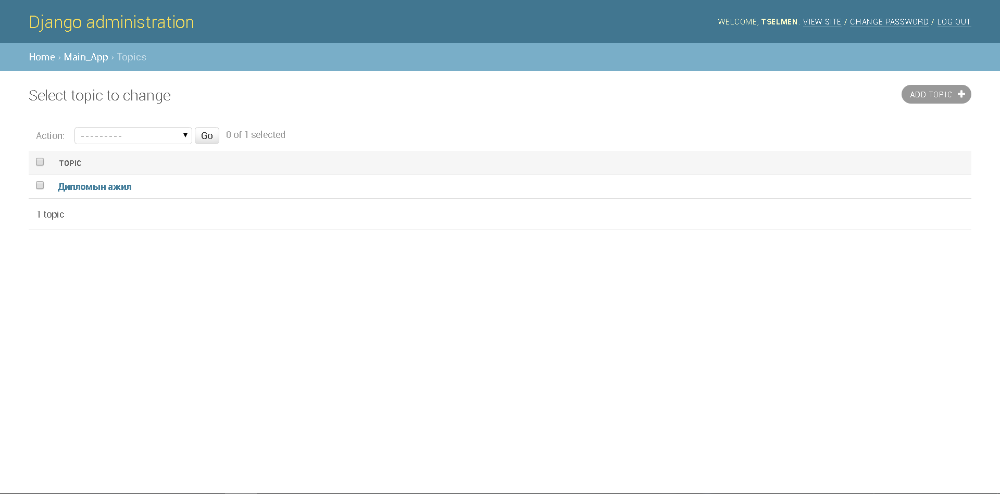 Django administration
WELCOME, TSELMEN. VIEW SITE / CHANGE PASSWORD / LOG OUT
Home › Main_App › Topics
Select topic to change
ADD TOPIC
Action: --------- Go 0 of 1 selected
TOPIC
Дипломын ажил
1 topic